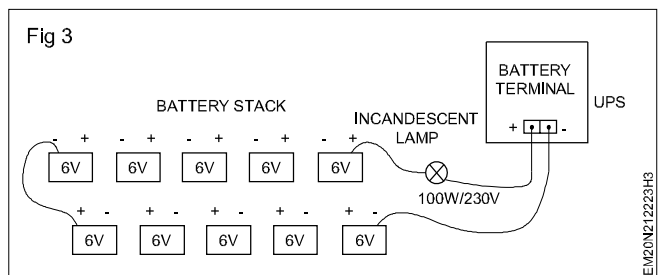 Fig 3
BATTERY
TERMINAL
UPS
+ -
BATTERY STACK
INCANDESCENT
LAMP
100W/230V
- + - + - + - + - +
6V 6V 6V 6V 6V
+ - + - + - + - + -
6V 6V 6V 6V 6V
EM20N212223H3